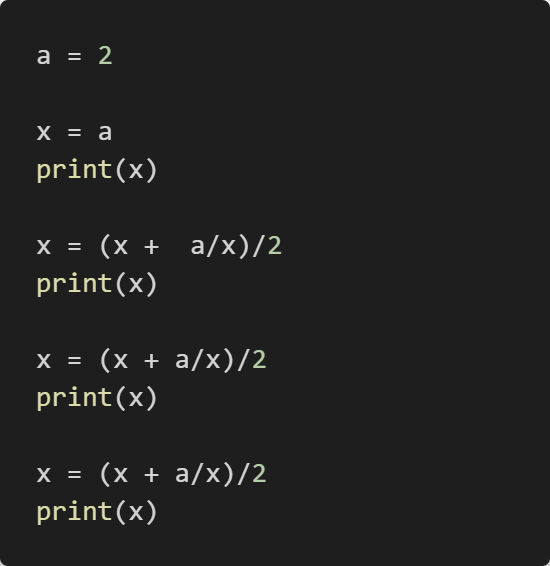 a = 2
x = a
print(x)
x = (x +  a/x)/2
print(x)
x = (x + a/x)/2
print(x)
x = (x + a/x)/2
print(x)